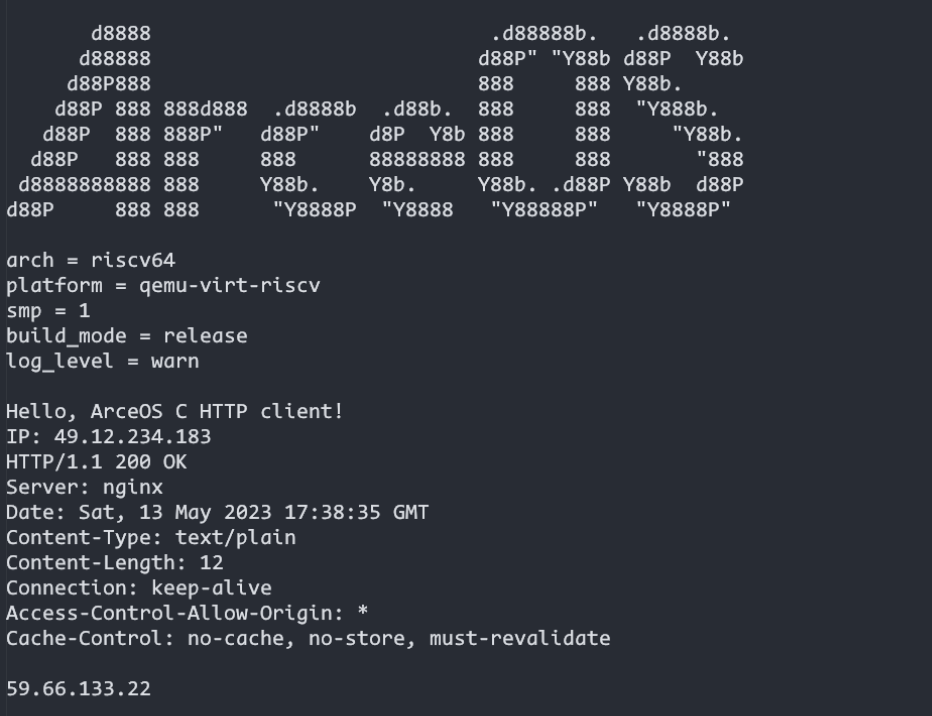 d8888                            .d88888b.   .d8888b.
      d88888                           d88P" "Y88b d88P  Y88b
     d88P888                           888     888 Y88b.
    d88P 888 888d888  .d8888b  .d88b.  888     888  "Y888b.
   d88P  888 888P"   d88P"    d8P  Y8b 888     888     "Y88b.
  d88P   888 888     888      88888888 888     888       "888
 d8888888888 888     Y88b.    Y8b.     Y88b. .d88P Y88b  d88P
d88P     888 888      "Y8888P  "Y8888   "Y88888P"   "Y8888P"

arch = riscv64
platform = qemu-virt-riscv
smp = 1
build_mode = release
log_level = warn

Hello, ArceOS C HTTP client!
IP: 49.12.234.183
HTTP/1.1 200 OK
Server: nginx
Date: Sat, 13 May 2023 17:38:35 GMT
Content-Type: text/plain
Content-Length: 12
Connection: keep-alive
Access-Control-Allow-Origin: *
Cache-Control: no-cache, no-store, must-revalidate

59.66.133.22